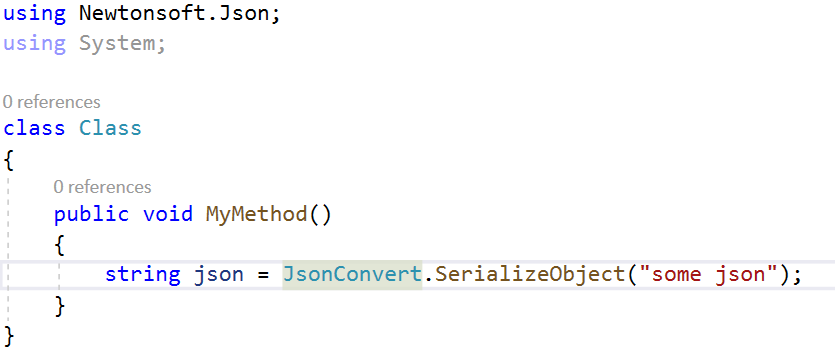 using Newtonsoft.Json;
using System;
0 references
class Class
{
0 references
public void MyMethod()
{
string json = JsonConvert.SerializeObject("some json");
}
}